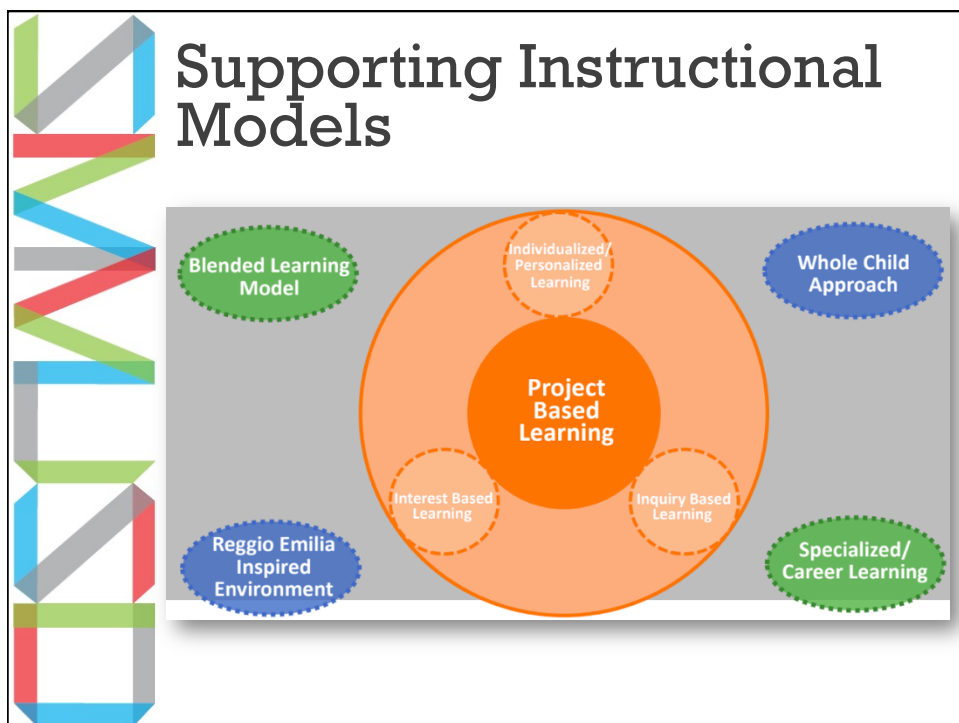 Supporting Instructional
Models
Blended Learning
Model
Individualized/
Personalized
Learning
Whole Child
Approach
Project
Based
Learning
Interest Based
Learning
Inquiry Based
Learning
Reggio Emilia
Inspired
Environment
Specialized/
Career Learning